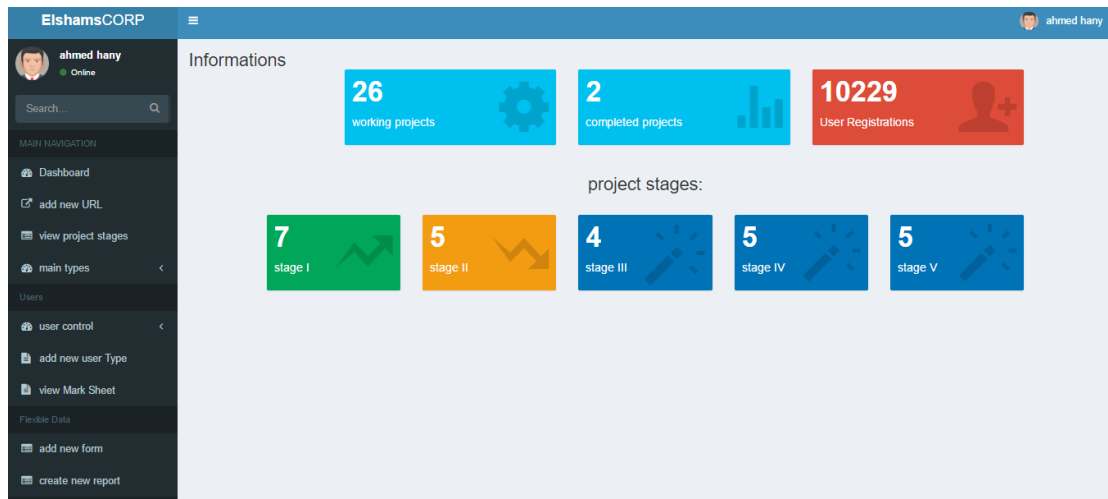 ElshamsCORP
ahmed hany
ahmed hany
Online
Search...
MAIN NAVIGATION
Dashboard
add new URL
view project stages
main types
Users
user control
add new user Type
view Mark Sheet
Flexible Data
add new form
create new report
Informations
26
working projects
2
completed projects
10229
User Registrations
project stages:
7
stage I
5
stage II
4
stage III
5
stage IV
5
stage V